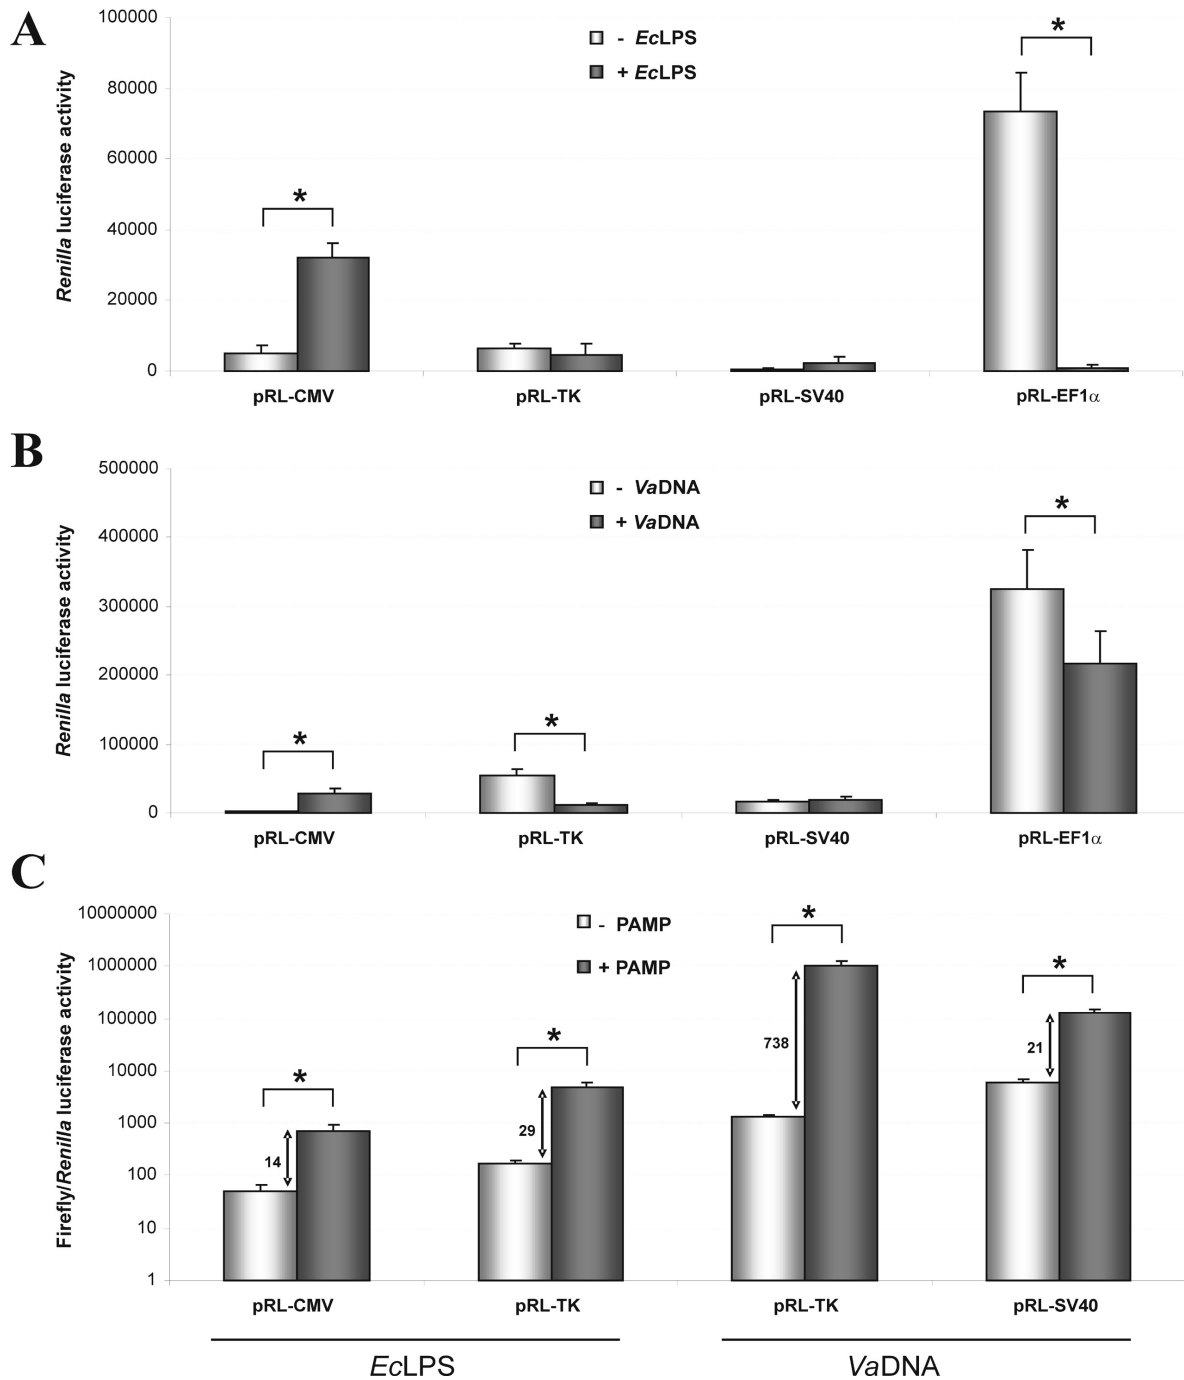 A
Renilla luciferase activity
100000
80000
60000
40000
20000
0
- EcLPS
+ EcLPS
*
*
pRL-CMV
pRL-TK
pRL-SV40
pRL-EF1α
B
Renilla luciferase activity
500000
400000
300000
200000
100000
0
- VaDNA
+ VaDNA
*
*
*
pRL-CMV
pRL-TK
pRL-SV40
pRL-EF1α
C
Firefly/Renilla luciferase activity
10000000
1000000
100000
10000
1000
100
10
1
- PAMP
+ PAMP
*
*
*
*
14
29
738
21
pRL-CMV
pRL-TK
pRL-TK
pRL-SV40
EcLPS
VaDNA